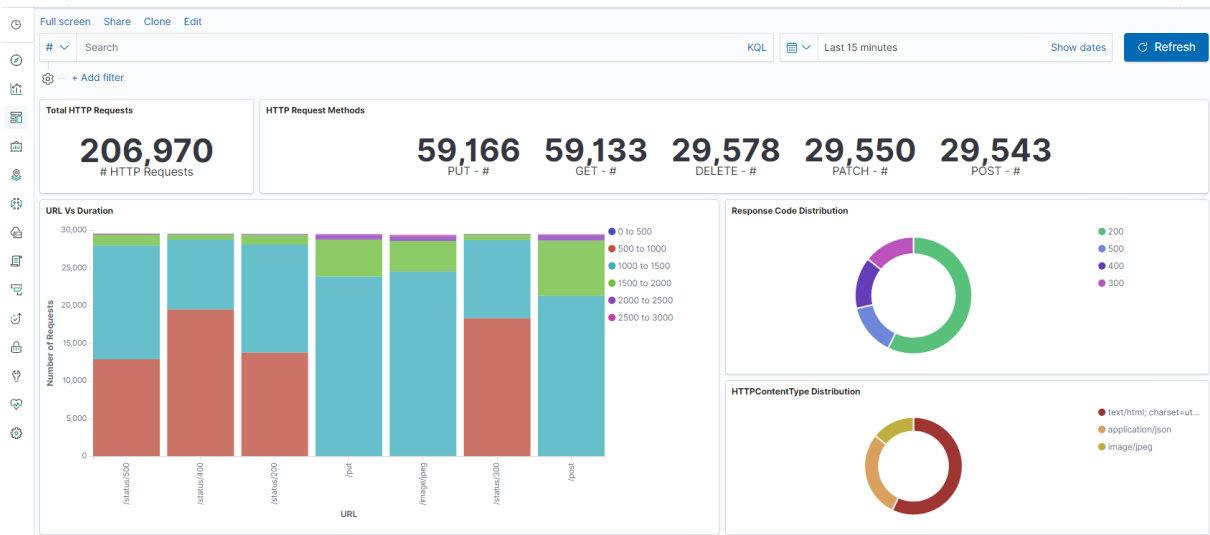 Full screen Share Clone Edit
# Search KQL Last 15 minutes Show dates Refresh
+ Add filter
Total HTTP Requests
206,970
# HTTP Requests
HTTP Request Methods
59,166 59,133 29,578 29,550 29,543
PUT - # GET - # DELETE - # PATCH - # POST - #
URL Vs Duration
30,000
25,000
20,000
15,000
10,000
5,000
0
Number of Requests
/status/500
/status/400
/status/200
/put
/image/jpeg
/status/300
/post
URL
0 to 500
500 to 1000
1000 to 1500
1500 to 2000
2000 to 2500
2500 to 3000
Response Code Distribution
200
500
400
300
HTTPContentType Distribution
text/html; charset=ut...
application/json
image/jpeg